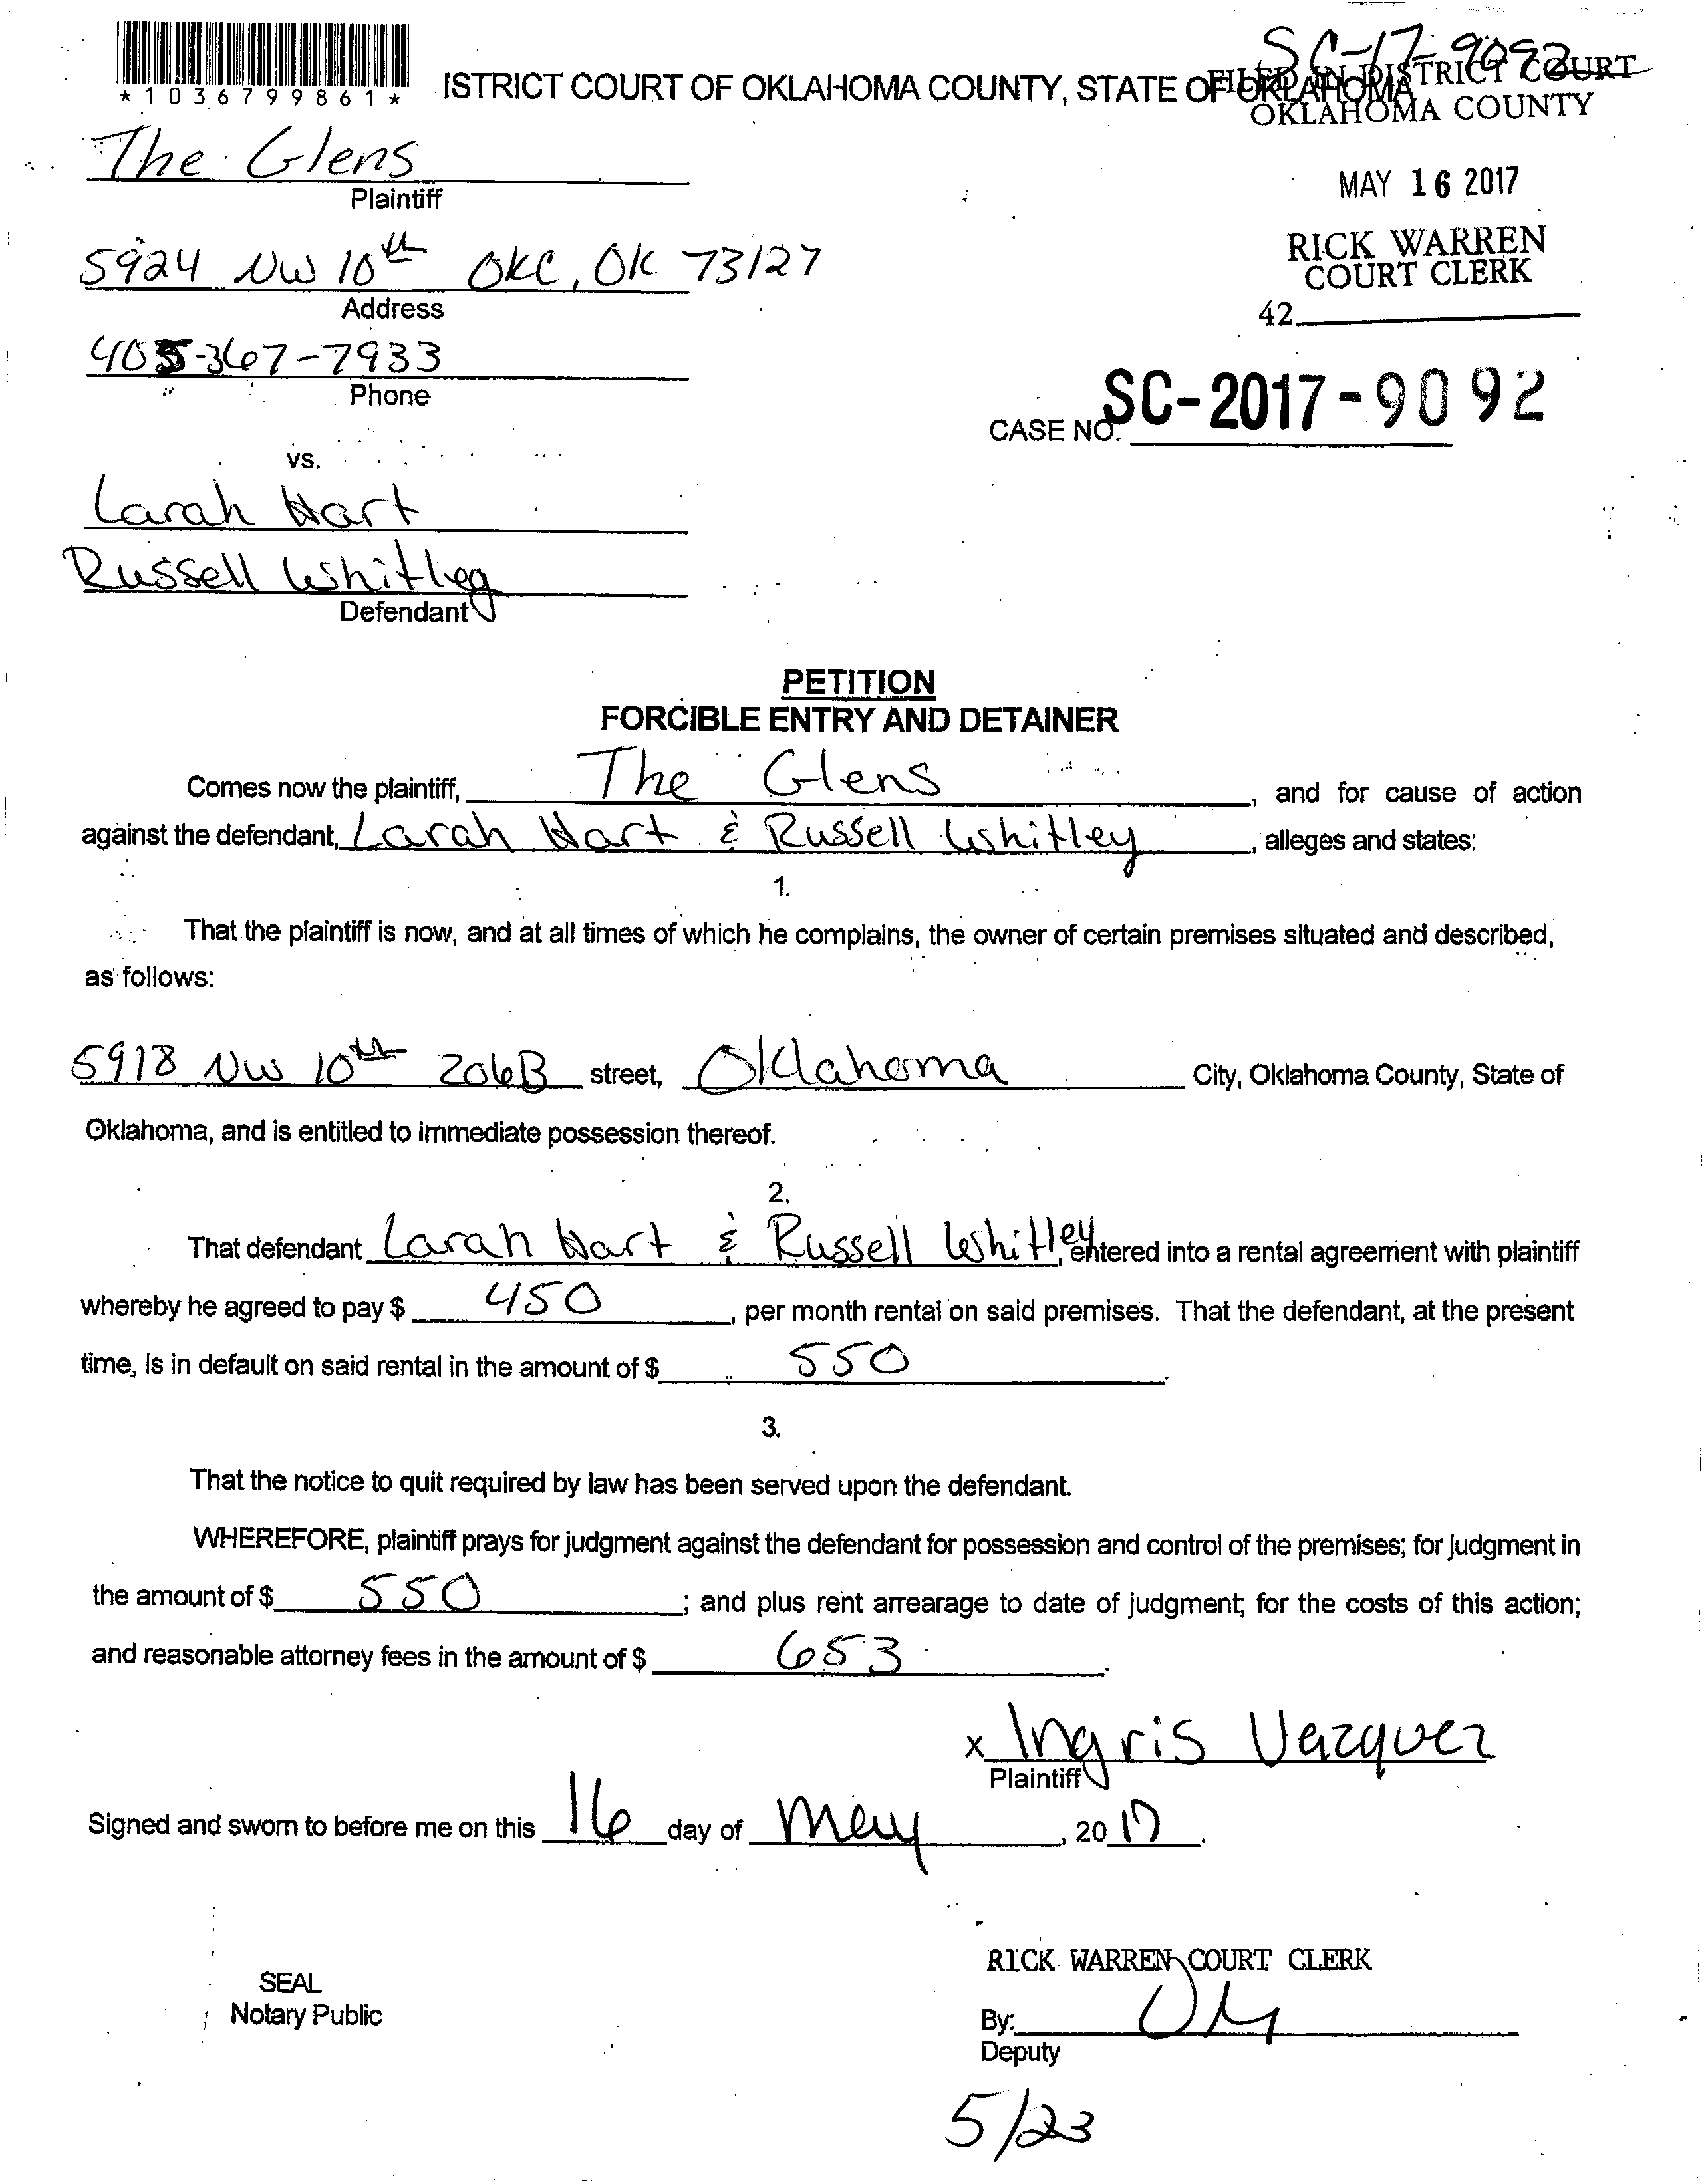 SC-17-9092
*1036799861*
ISTRICT COURT OF OKLAHOMA COUNTY, STATE OF OKLAHOMA
FILED IN DISTRICT COURT
OKLAHOMA COUNTY
The Glens
Plaintiff
MAY 16 2017
5924 NW 10th OKC, OK 73127
Address
RICK WARREN
COURT CLERK
42
405-367-7933
Phone
CASE NO. SC-2017-9092
vs.
Larah Hart
Russell Whitley
Defendant
PETITION
FORCIBLE ENTRY AND DETAINER
Comes now the plaintiff, The Glens, and for cause of action
against the defendant, Larah Hart & Russell Whitley, alleges and states:
1.
That the plaintiff is now, and at all times of which he complains, the owner of certain premises situated and described,
as follows:
5918 NW 10th 206B street, Oklahoma City, Oklahoma County, State of
Oklahoma, and is entitled to immediate possession thereof.
2.
That defendant Larah Hart & Russell Whitley, entered into a rental agreement with plaintiff
whereby he agreed to pay $ 450, per month rental on said premises. That the defendant, at the present
time, is in default on said rental in the amount of $ 550.
3.
That the notice to quit required by law has been served upon the defendant.
WHEREFORE, plaintiff prays for judgment against the defendant for possession and control of the premises; for judgment in
the amount of $ 550; and plus rent arrearage to date of judgment; for the costs of this action;
and reasonable attorney fees in the amount of $ 653.
x Ingris Vazquez
Plaintiff
Signed and sworn to before me on this 16 day of May, 2017.
RICK WARREN COURT CLERK
SEAL
Notary Public
By:
Deputy
5/23